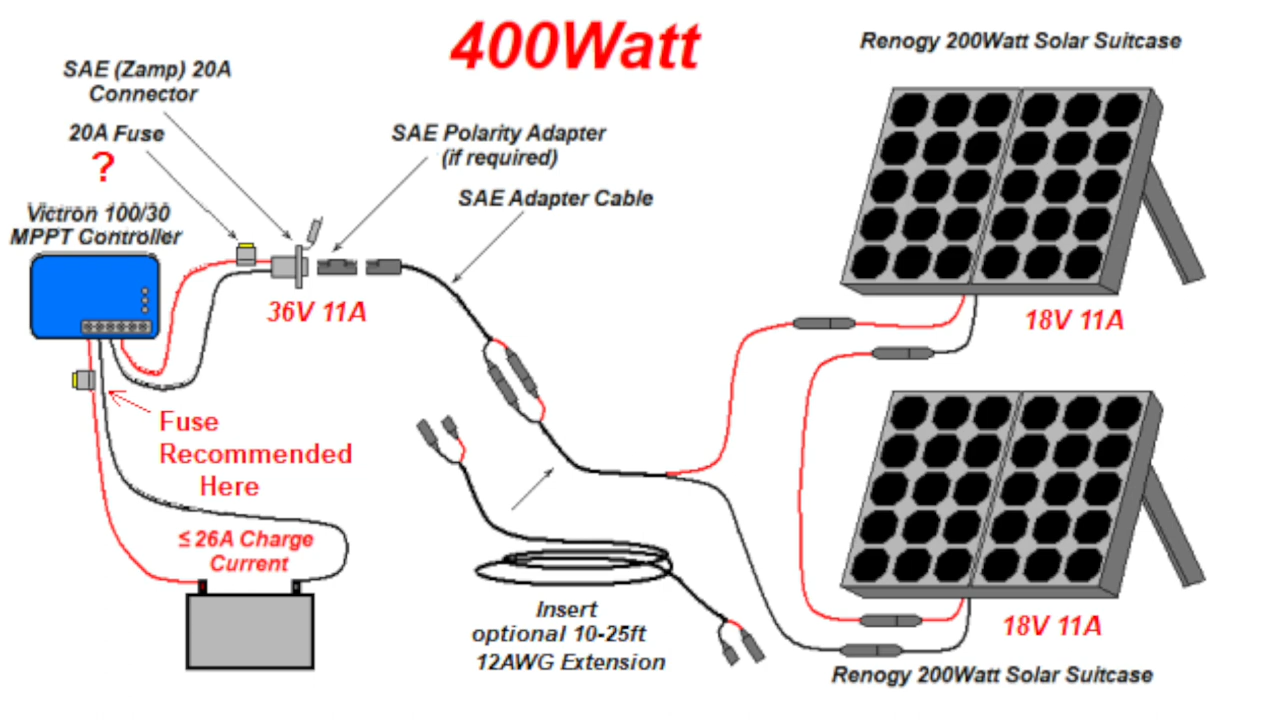 400Watt
Renogy 200Watt Solar Suitcase
SAE (Zamp) 20A
Connector
20A Fuse
?
SAE Polarity Adapter
(if required)
SAE Adapter Cable
Victron 100/30
MPPT Controller
36V 11A
18V 11A
Fuse
Recommended
Here
≤ 26A Charge
Current
Insert
optional 10-25ft
12AWG Extension
18V 11A
Renogy 200Watt Solar Suitcase